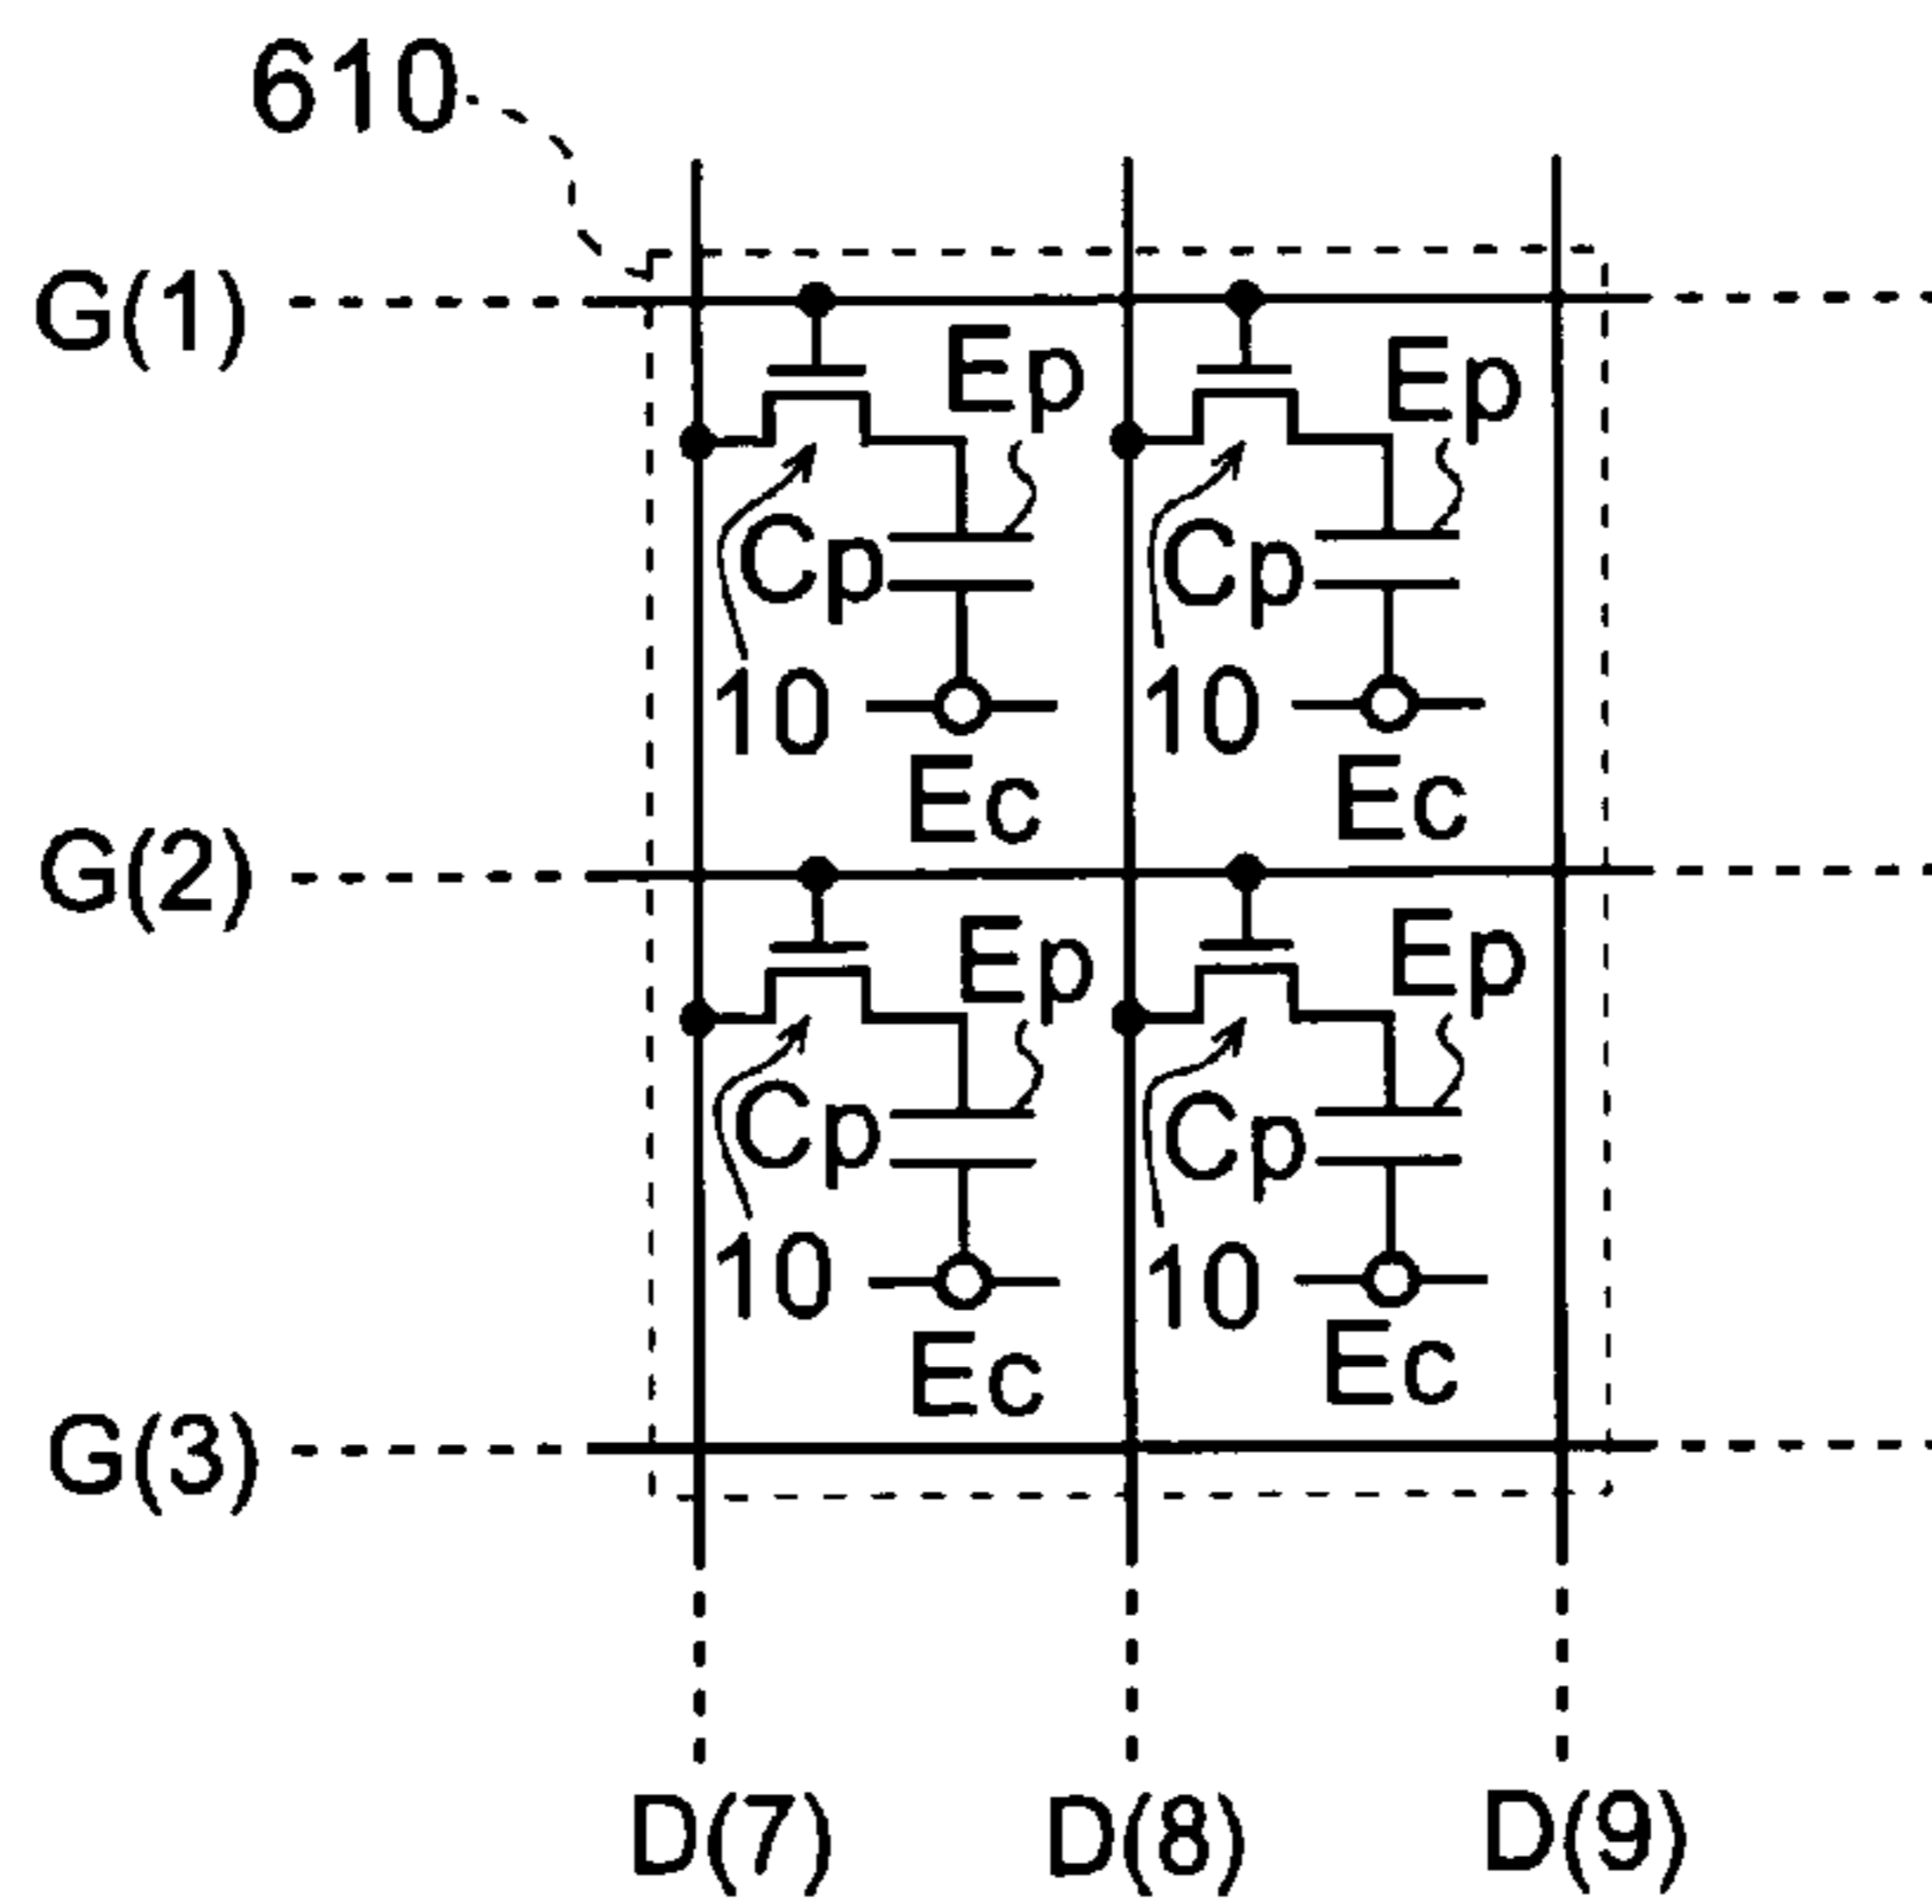 610
G(1)
Ep Ep
Cp Cp
10 10
Ec Ec
G(2)
Ep Ep
Cp Cp
10 10
Ec Ec
G(3)
D(7) D(8) D(9)